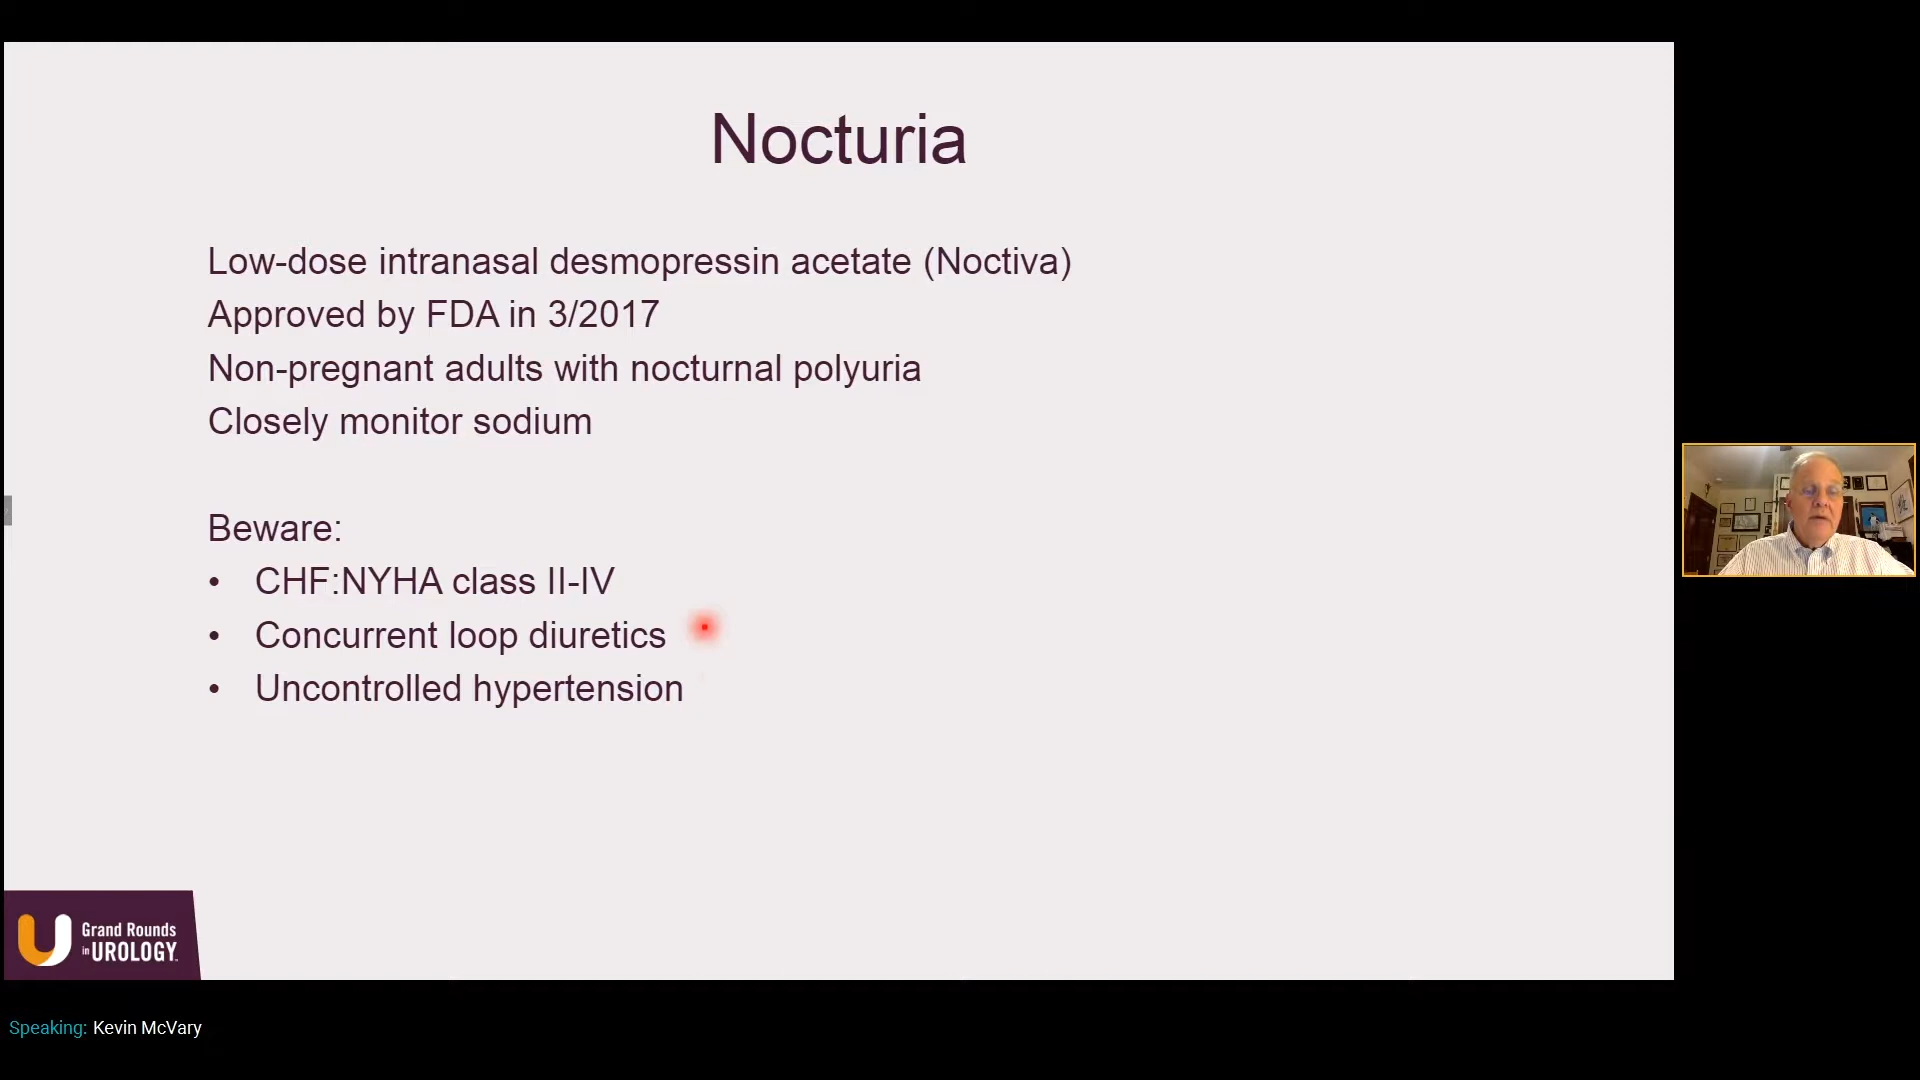 Nocturia
Low-dose intranasal desmopressin acetate (Noctiva)
Approved by FDA in 3/2017
Non-pregnant adults with nocturnal polyuria
Closely monitor sodium
Beware:
• CHF:NYHA class II-IV
• Concurrent loop diuretics
• Uncontrolled hypertension
Grand Rounds
in UROLOGY
Speaking: Kevin McVary